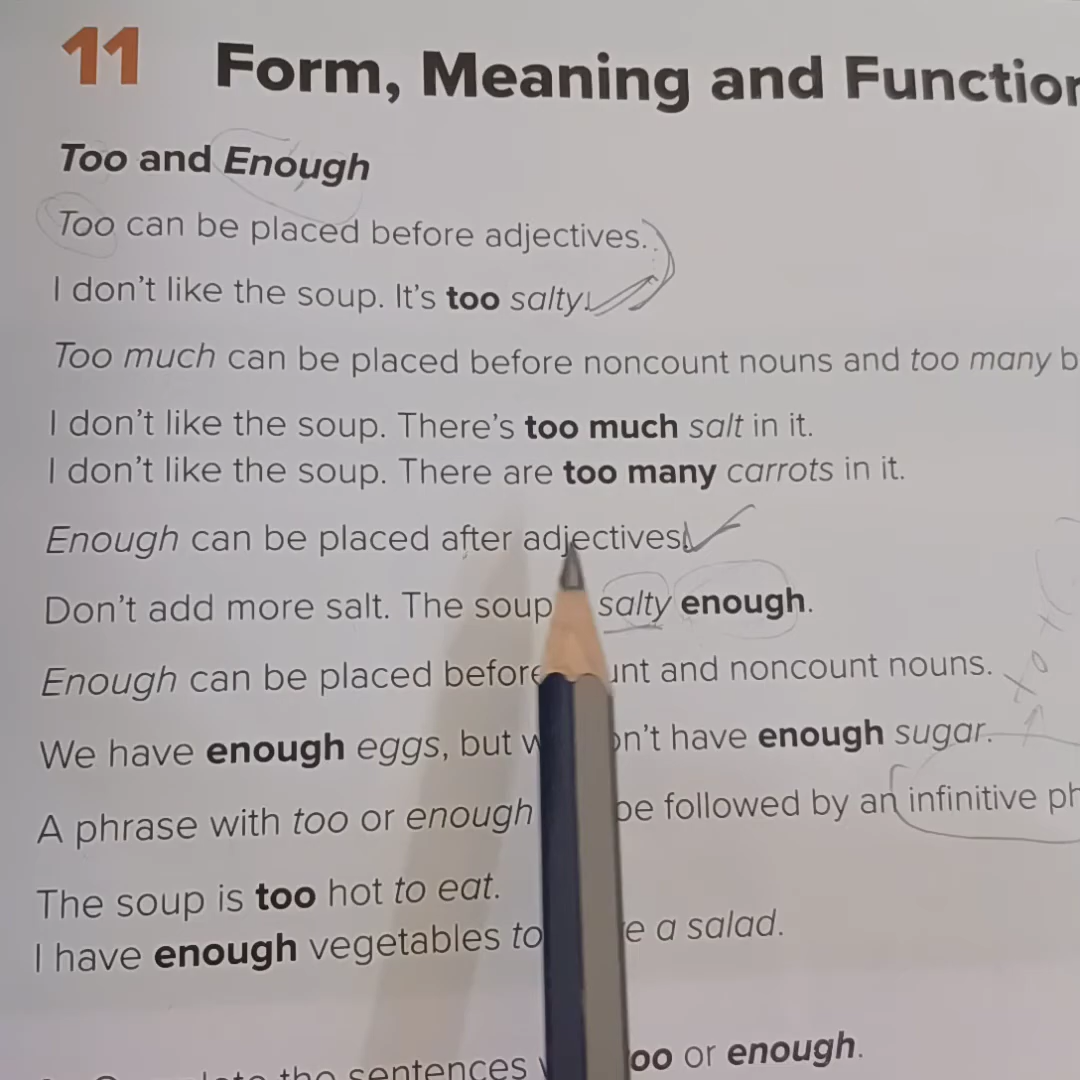 11 Form, Meaning and Function
Too and Enough
Too can be placed before adjectives.
I don't like the soup. It's too salty.
Too much can be placed before noncount nouns and too many b
I don't like the soup. There's too much salt in it.
I don't like the soup. There are too many carrots in it.
Enough can be placed after adjectives.
Don't add more salt. The soup salty enough.
Enough can be placed before and noncount nouns.
We have enough eggs, but have enough sugar.
A phrase with too or enough be followed by an infinitive ph
The soup is too hot to eat.
I have enough vegetables to a salad.
the sentences too or enough.